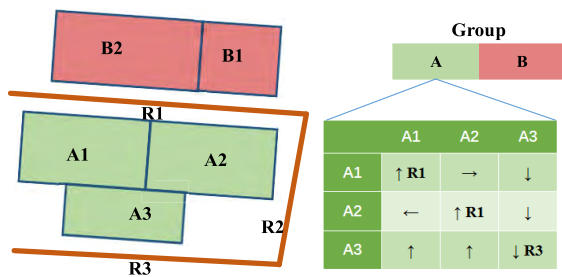 B2 B1
R1
A1 A2
A3
R2
R3
Group
A B
A1 A2 A3
A1 ↑ R1 → ↓
A2 ← ↑ R1 ↓
A3 ↑ ↑ ↓ R3